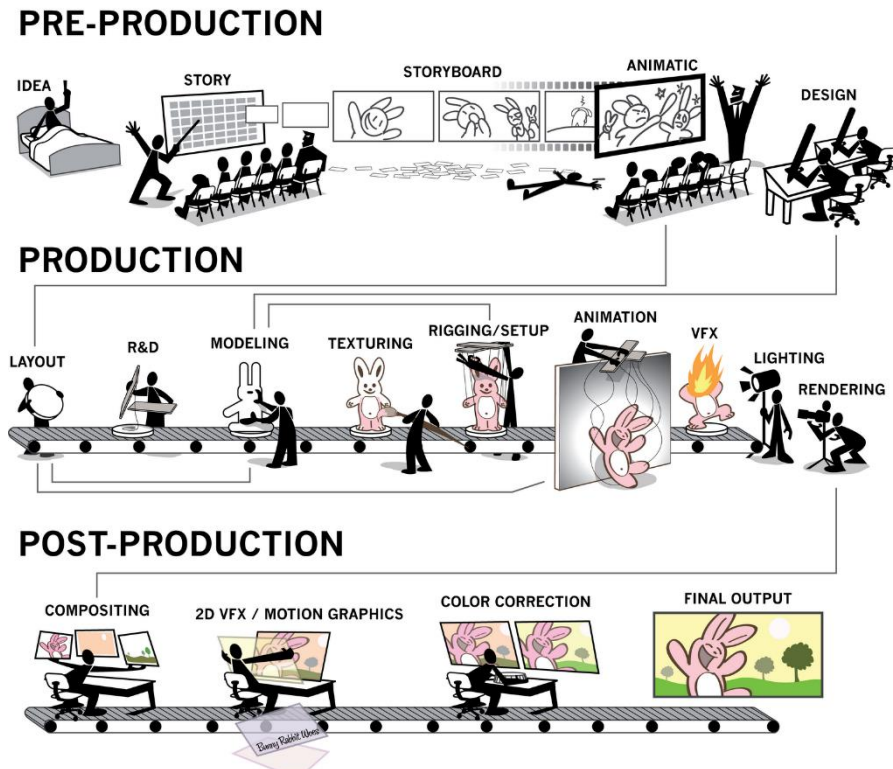 PRE-PRODUCTION
IDEA
STORY
STORYBOARD
ANIMATIC
DESIGN
PRODUCTION
LAYOUT
R&D
MODELING
TEXTURING
RIGGING/SETUP
ANIMATION
VFX
LIGHTING
RENDERING
POST-PRODUCTION
COMPOSITING
2D VFX / MOTION GRAPHICS
COLOR CORRECTION
FINAL OUTPUT
Bunny Rabbit